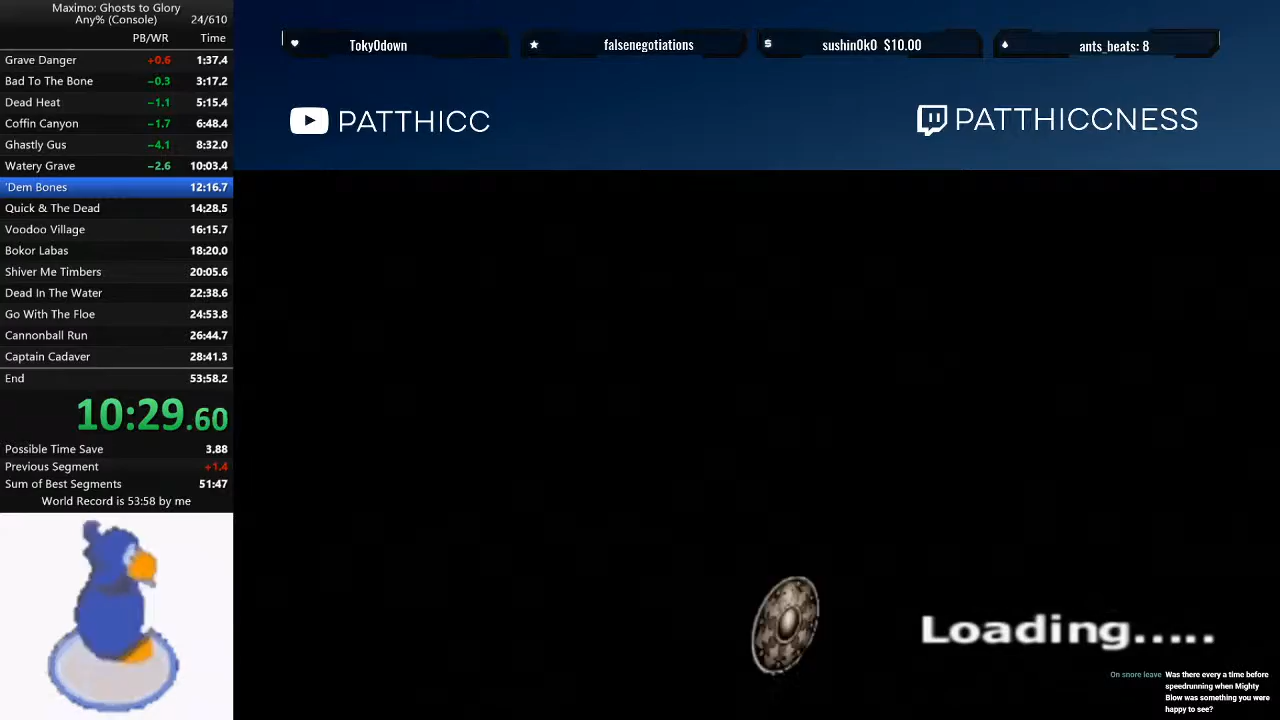 Maximo: Ghosts to Glory
Any% (Console) 24/610
PB/WR Time
Grave Danger +0.6 1:37.4
Bad To The Bone −0.3 3:17.2
Dead Heat −1.1 5:15.4
Coffin Canyon −1.7 6:48.4
Ghastly Gus −4.1 8:32.0
Watery Grave −2.6 10:03.4
'Dem Bones 12:16.7
Quick & The Dead 14:28.5
Voodoo Village 16:15.7
Bokor Labas 18:20.0
Shiver Me Timbers 20:05.6
Dead In The Water 22:38.6
Go With The Floe 24:53.8
Cannonball Run 26:44.7
Captain Cadaver 28:41.3
End 53:58.2
10:29.60
Possible Time Save 3.88
Previous Segment +1.4
Sum of Best Segments 51:47
World Record is 53:58 by me
Toky0down
falsenegotiations
sushin0k0 $10.00
ants_beats: 8
PATTHICC
PATTHICCNESS
Loading.....
On snore leave Was there every a time before
speedrunning when Mighty
Blow was something you were
happy to see?